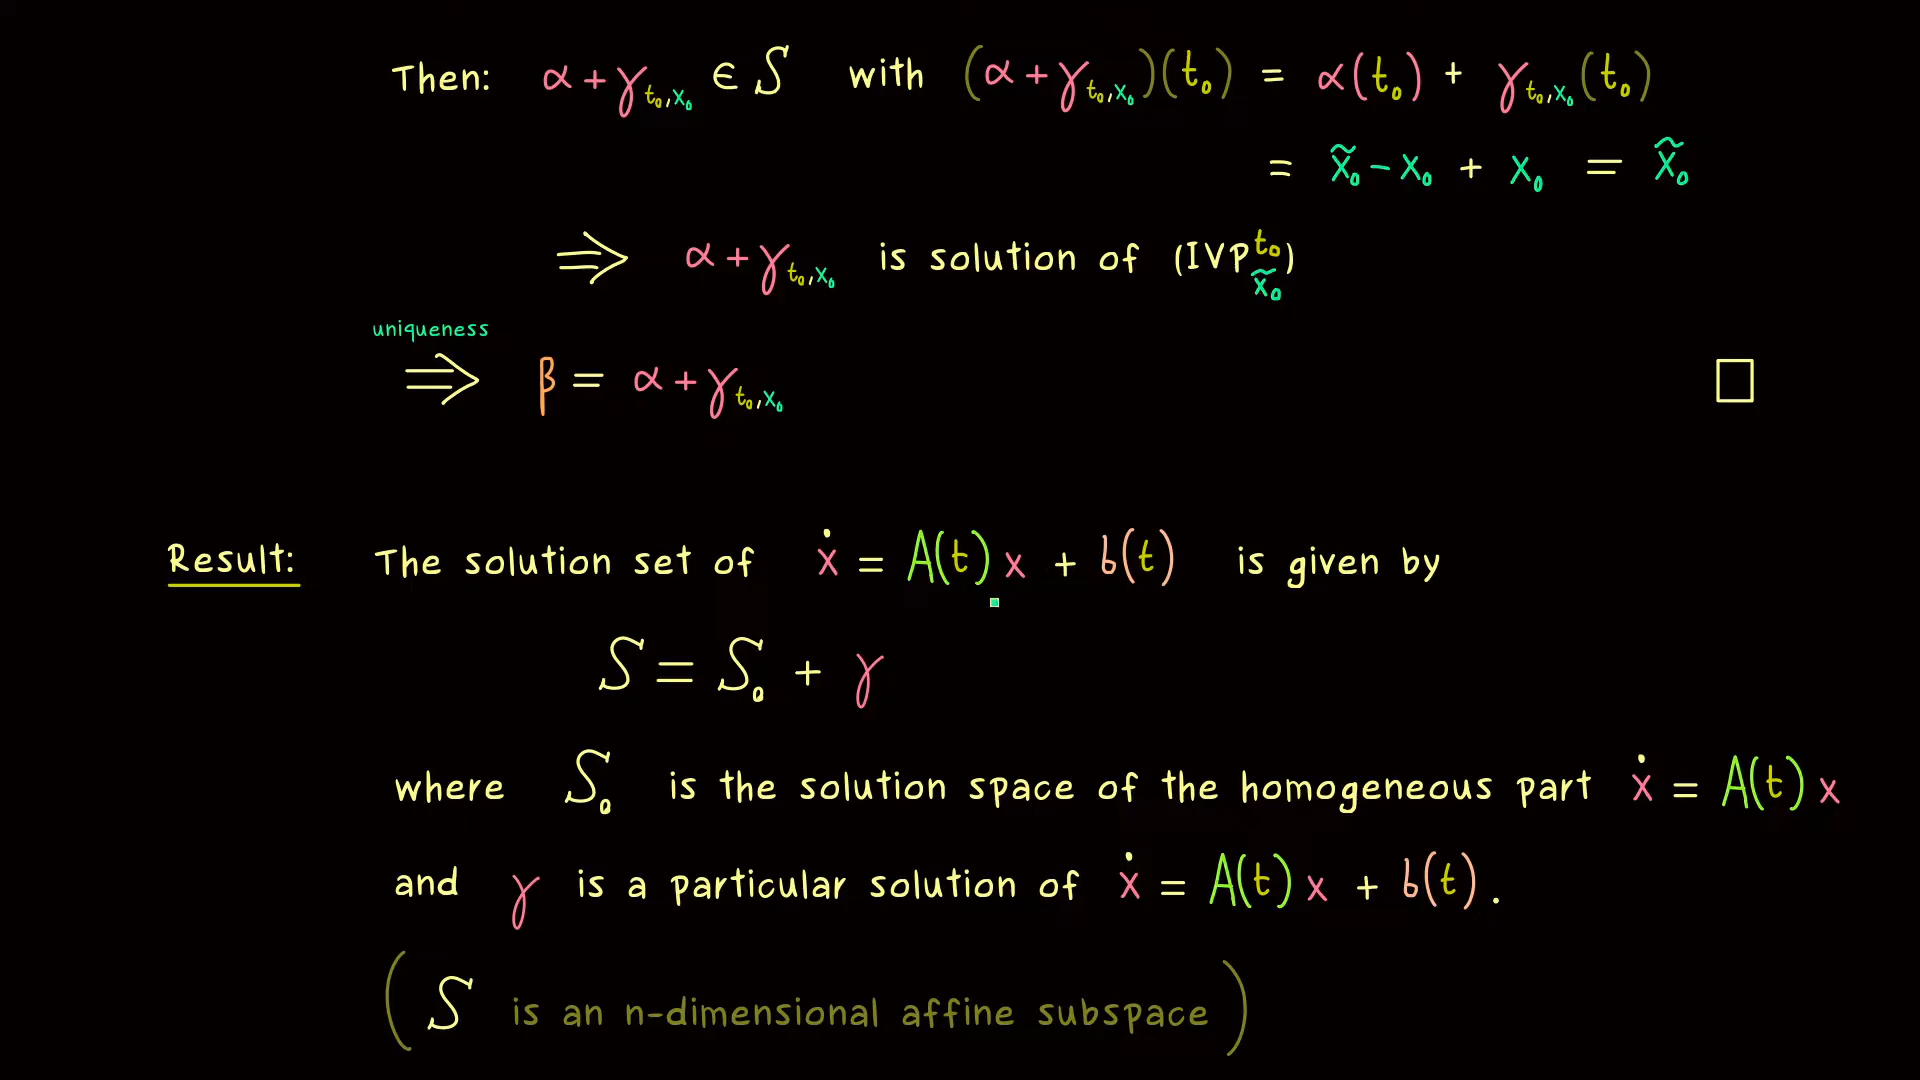 Then: α + γ_{t₀,x₀} ∈ S with (α + γ_{t₀,x₀})(t₀) = α(t₀) + γ_{t₀,x₀}(t₀)
= x̃₀ - x₀ + x₀ = x̃₀
⟹ α + γ_{t₀,x₀} is solution of (IVP^{t₀}_{x̃₀})
uniqueness
⟹ β = α + γ_{t₀,x₀} □
Result: The solution set of ẋ = A(t) x + b(t) is given by
S = S₀ + γ
where S₀ is the solution space of the homogeneous part ẋ = A(t) x
and γ is a particular solution of ẋ = A(t) x + b(t).
(S is an n-dimensional affine subspace)